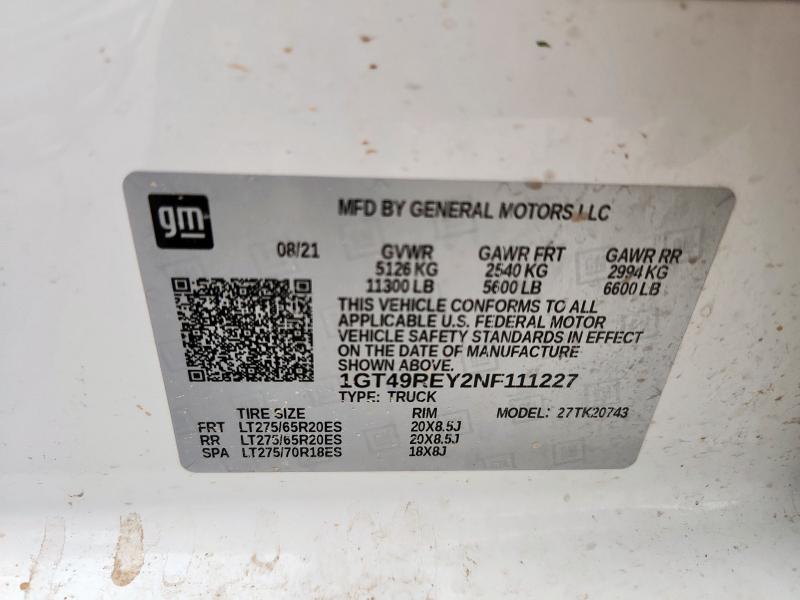 gm
MFD BY GENERAL MOTORS LLC
08/21 GVWR GAWR FRT GAWR RR
5126 KG 2540 KG 2994 KG
11300 LB 5600 LB 6600 LB
THIS VEHICLE CONFORMS TO ALL
APPLICABLE U.S. FEDERAL MOTOR
VEHICLE SAFETY STANDARDS IN EFFECT
ON THE DATE OF MANUFACTURE
SHOWN ABOVE.
1GT49REY2NF111227
TYPE: TRUCK
TIRE SIZE RIM MODEL: 27TK20743
FRT LT275/65R20ES 20X8.5J
RR LT275/65R20ES 20X8.5J
SPA LT275/70R18ES 18X8J